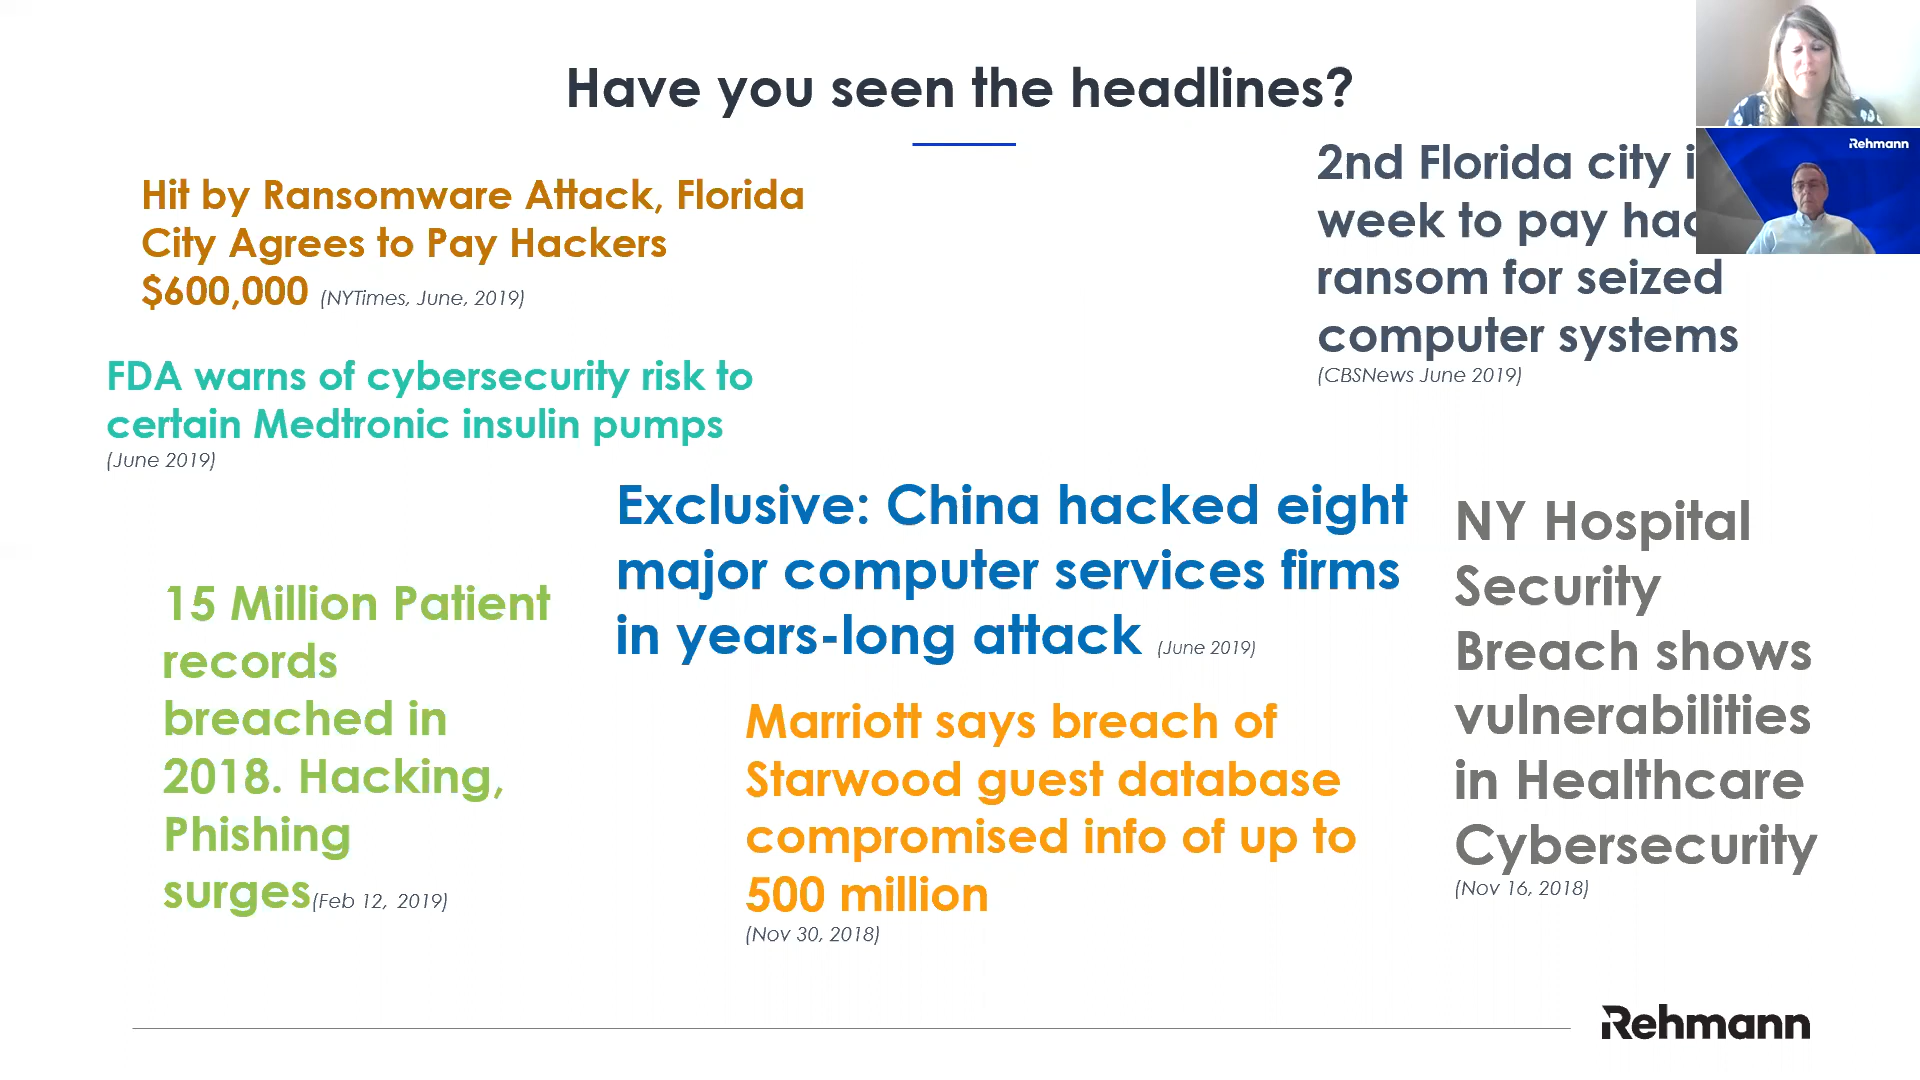 Have you seen the headlines?
Rehmann
Hit by Ransomware Attack, Florida
City Agrees to Pay Hackers
$600,000 (NYTimes, June, 2019)
2nd Florida city
week to pay
ransom for seized
computer systems
(CBSNews June 2019)
FDA warns of cybersecurity risk to
certain Medtronic insulin pumps
(June 2019)
Exclusive: China hacked eight
major computer services firms
in years-long attack (June 2019)
NY Hospital
Security
Breach shows
vulnerabilities
in Healthcare
Cybersecurity
(Nov 16, 2018)
15 Million Patient
records
breached in
2018. Hacking,
Phishing
surges(Feb 12, 2019)
Marriott says breach of
Starwood guest database
compromised info of up to
500 million
(Nov 30, 2018)
Rehmann